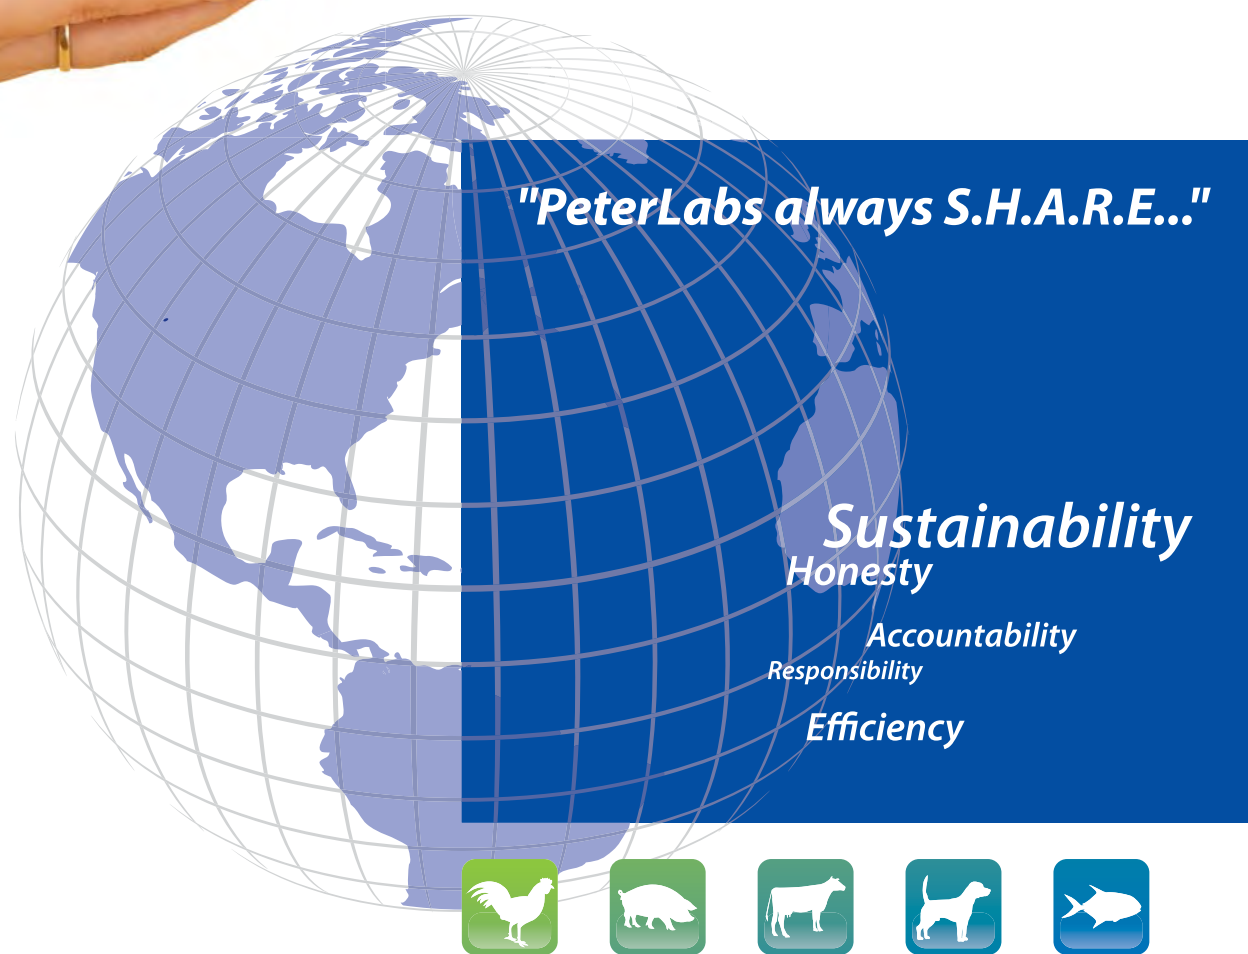 "PeterLabs always S.H.A.R.E..."
Sustainability
Honesty
Accountability
Responsibility
Efficiency